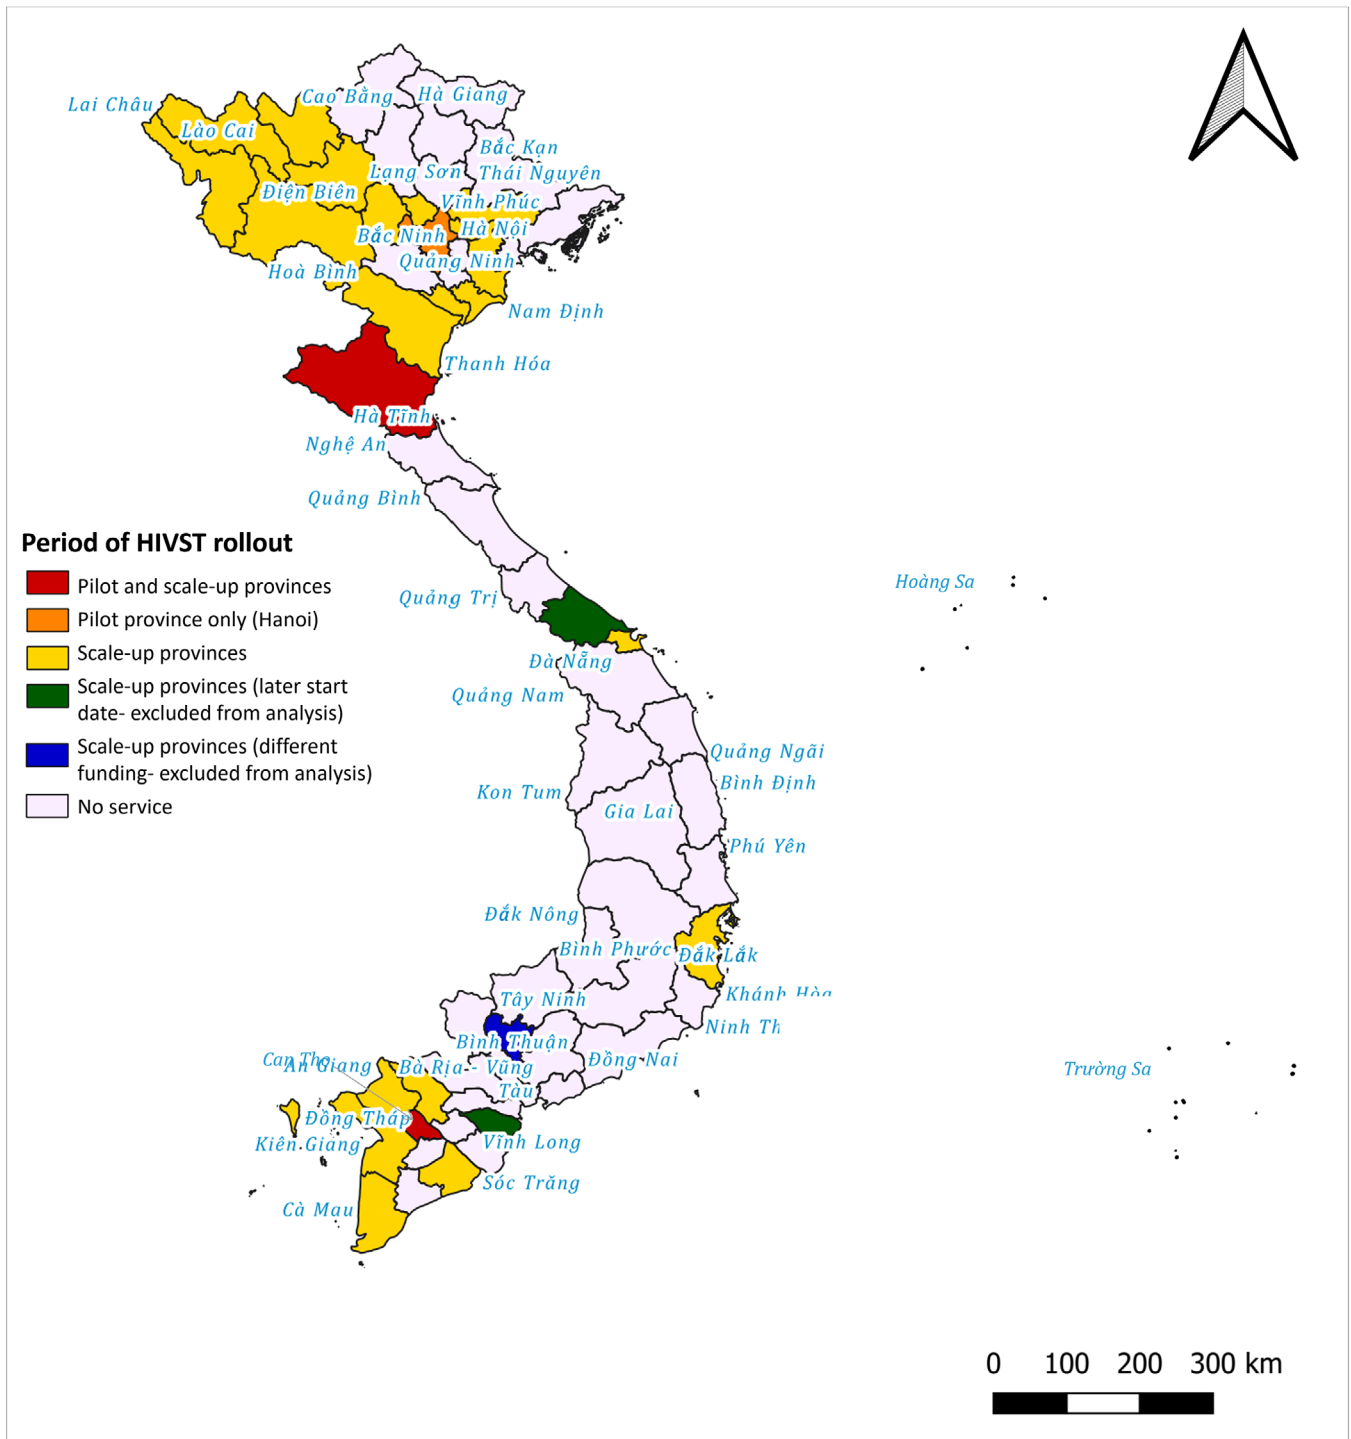 Cao Bằng
Hà Giang
Lai Châu
Lào Cai
Bắc Kạn
Lạng Sơn
Thái Nguyên
Điện Biên
Vĩnh Phúc
Bắc Ninh
Hà Nội
Quảng Ninh
Hoà Bình
Nam Định
Thanh Hóa
Hà Tĩnh
Nghệ An
Quảng Bình
Period of HIVST rollout
Pilot and scale-up provinces
Pilot province only (Hanoi)
Scale-up provinces
Scale-up provinces (later start
date- excluded from analysis)
Scale-up provinces (different
funding- excluded from analysis)
No service
Hoàng Sa
Quảng Trị
Đà Nẵng
Quảng Nam
Quảng Ngãi
Bình Định
Kon Tum
Gia Lai
Phú Yên
Đắk Nông
Bình Phước
Đắk Lắk
Khánh Hòa
Tây Ninh
Ninh Th
Bình Thuận
Đồng Nai
Can Tho
An Giang
Bà Rịa - Vũng
Tàu
Trường Sa
Đồng Tháp
Kiên Giang
Vĩnh Long
Sóc Trăng
Cà Mau
0 100 200 300 km